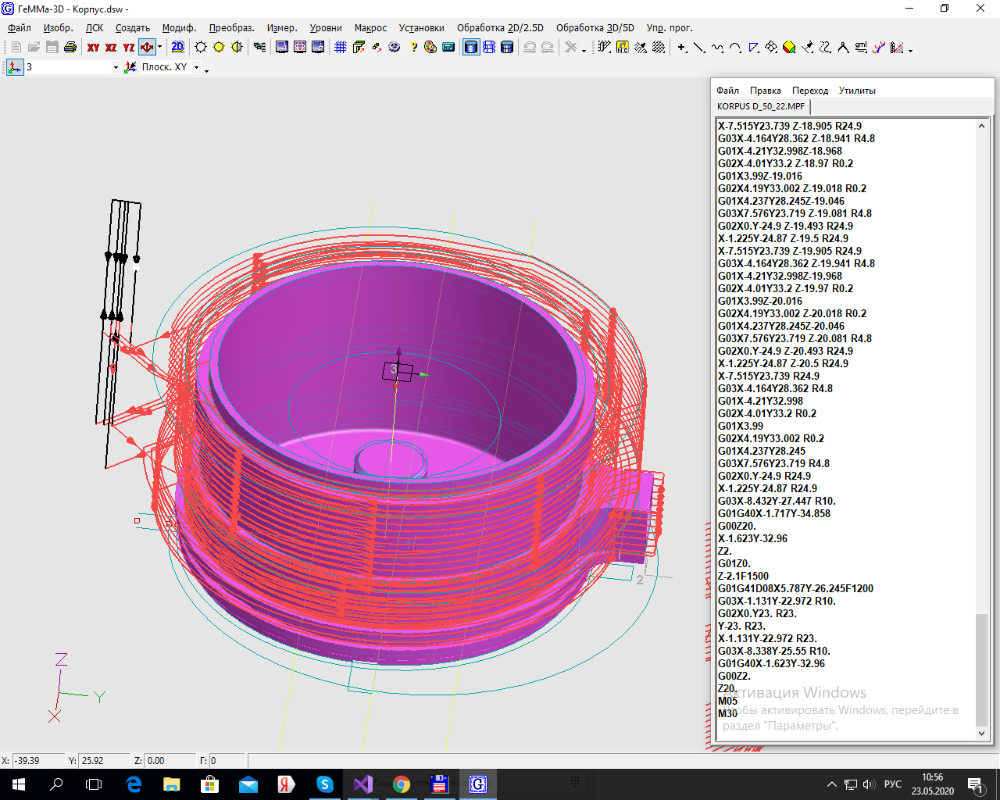 ГеММа-3D - Корпус.dsw -
Файл Изобр. ЛСК Создать Модиф. Преобраз. Измер. Уровни Макрос Установки Обработка 2D/2.5D Обработка 3D/5D Упр. прог.
XY XZ YZ 2D
3 Плоск. XY
Файл Правка Переход Утилиты
KORPUS D_50_22.MPF
X-7.515Y23.739 Z-18.905 R24.9
G03X-4.164Y28.362 Z-18.941 R4.8
G01X-4.21Y32.998Z-18.968
G02X-4.01Y33.2 Z-18.97 R0.2
G01X3.99Z-19.016
G02X4.19Y33.002 Z-19.018 R0.2
G01X4.237Y28.245Z-19.046
G03X7.576Y23.719 Z-19.081 R4.8
G02X0.Y-24.9 Z-19.493 R24.9
X-1.225Y-24.87 Z-19.5 R24.9
X-7.515Y23.739 Z-19.905 R24.9
G03X-4.164Y28.362 Z-19.941 R4.8
G01X-4.21Y32.998Z-19.968
G02X-4.01Y33.2 Z-19.97 R0.2
G01X3.99Z-20.016
G02X4.19Y33.002 Z-20.018 R0.2
G01X4.237Y28.245Z-20.046
G03X7.576Y23.719 Z-20.081 R4.8
G02X0.Y-24.9 Z-20.493 R24.9
X-1.225Y-24.87 Z-20.5 R24.9
X-7.515Y23.739 R24.9
G03X-4.164Y28.362 R4.8
G01X-4.21Y32.998
G02X-4.01Y33.2 R0.2
G01X3.99
G02X4.19Y33.002 R0.2
G01X4.237Y28.245
G03X7.576Y23.719 R4.8
G02X0.Y-24.9 R24.9
X-1.225Y-24.87 R24.9
G03X-8.432Y-27.447 R10.
G01G40X-1.717Y-34.858
G00Z20.
X-1.623Y-32.96
Z2.
G01Z0.
Z-2.1F1500
G01G41D08X5.787Y-26.245F1200
G03X-1.131Y-22.972 R10.
G02X0.Y23. R23.
Y-23. R23.
X-1.131Y-22.972 R23.
G03X-8.338Y-25.55 R10.
G01G40X-1.623Y-32.96
G00Z2.
Z20.
M05
M30
Активация Windows
Чтобы активировать Windows, перейдите в
раздел "Параметры".
3
2
Z
Y
X
X: -39.39 Y: 25.92 Z: 0.00 Г: 0
РУС
10:56
23.05.2020
1